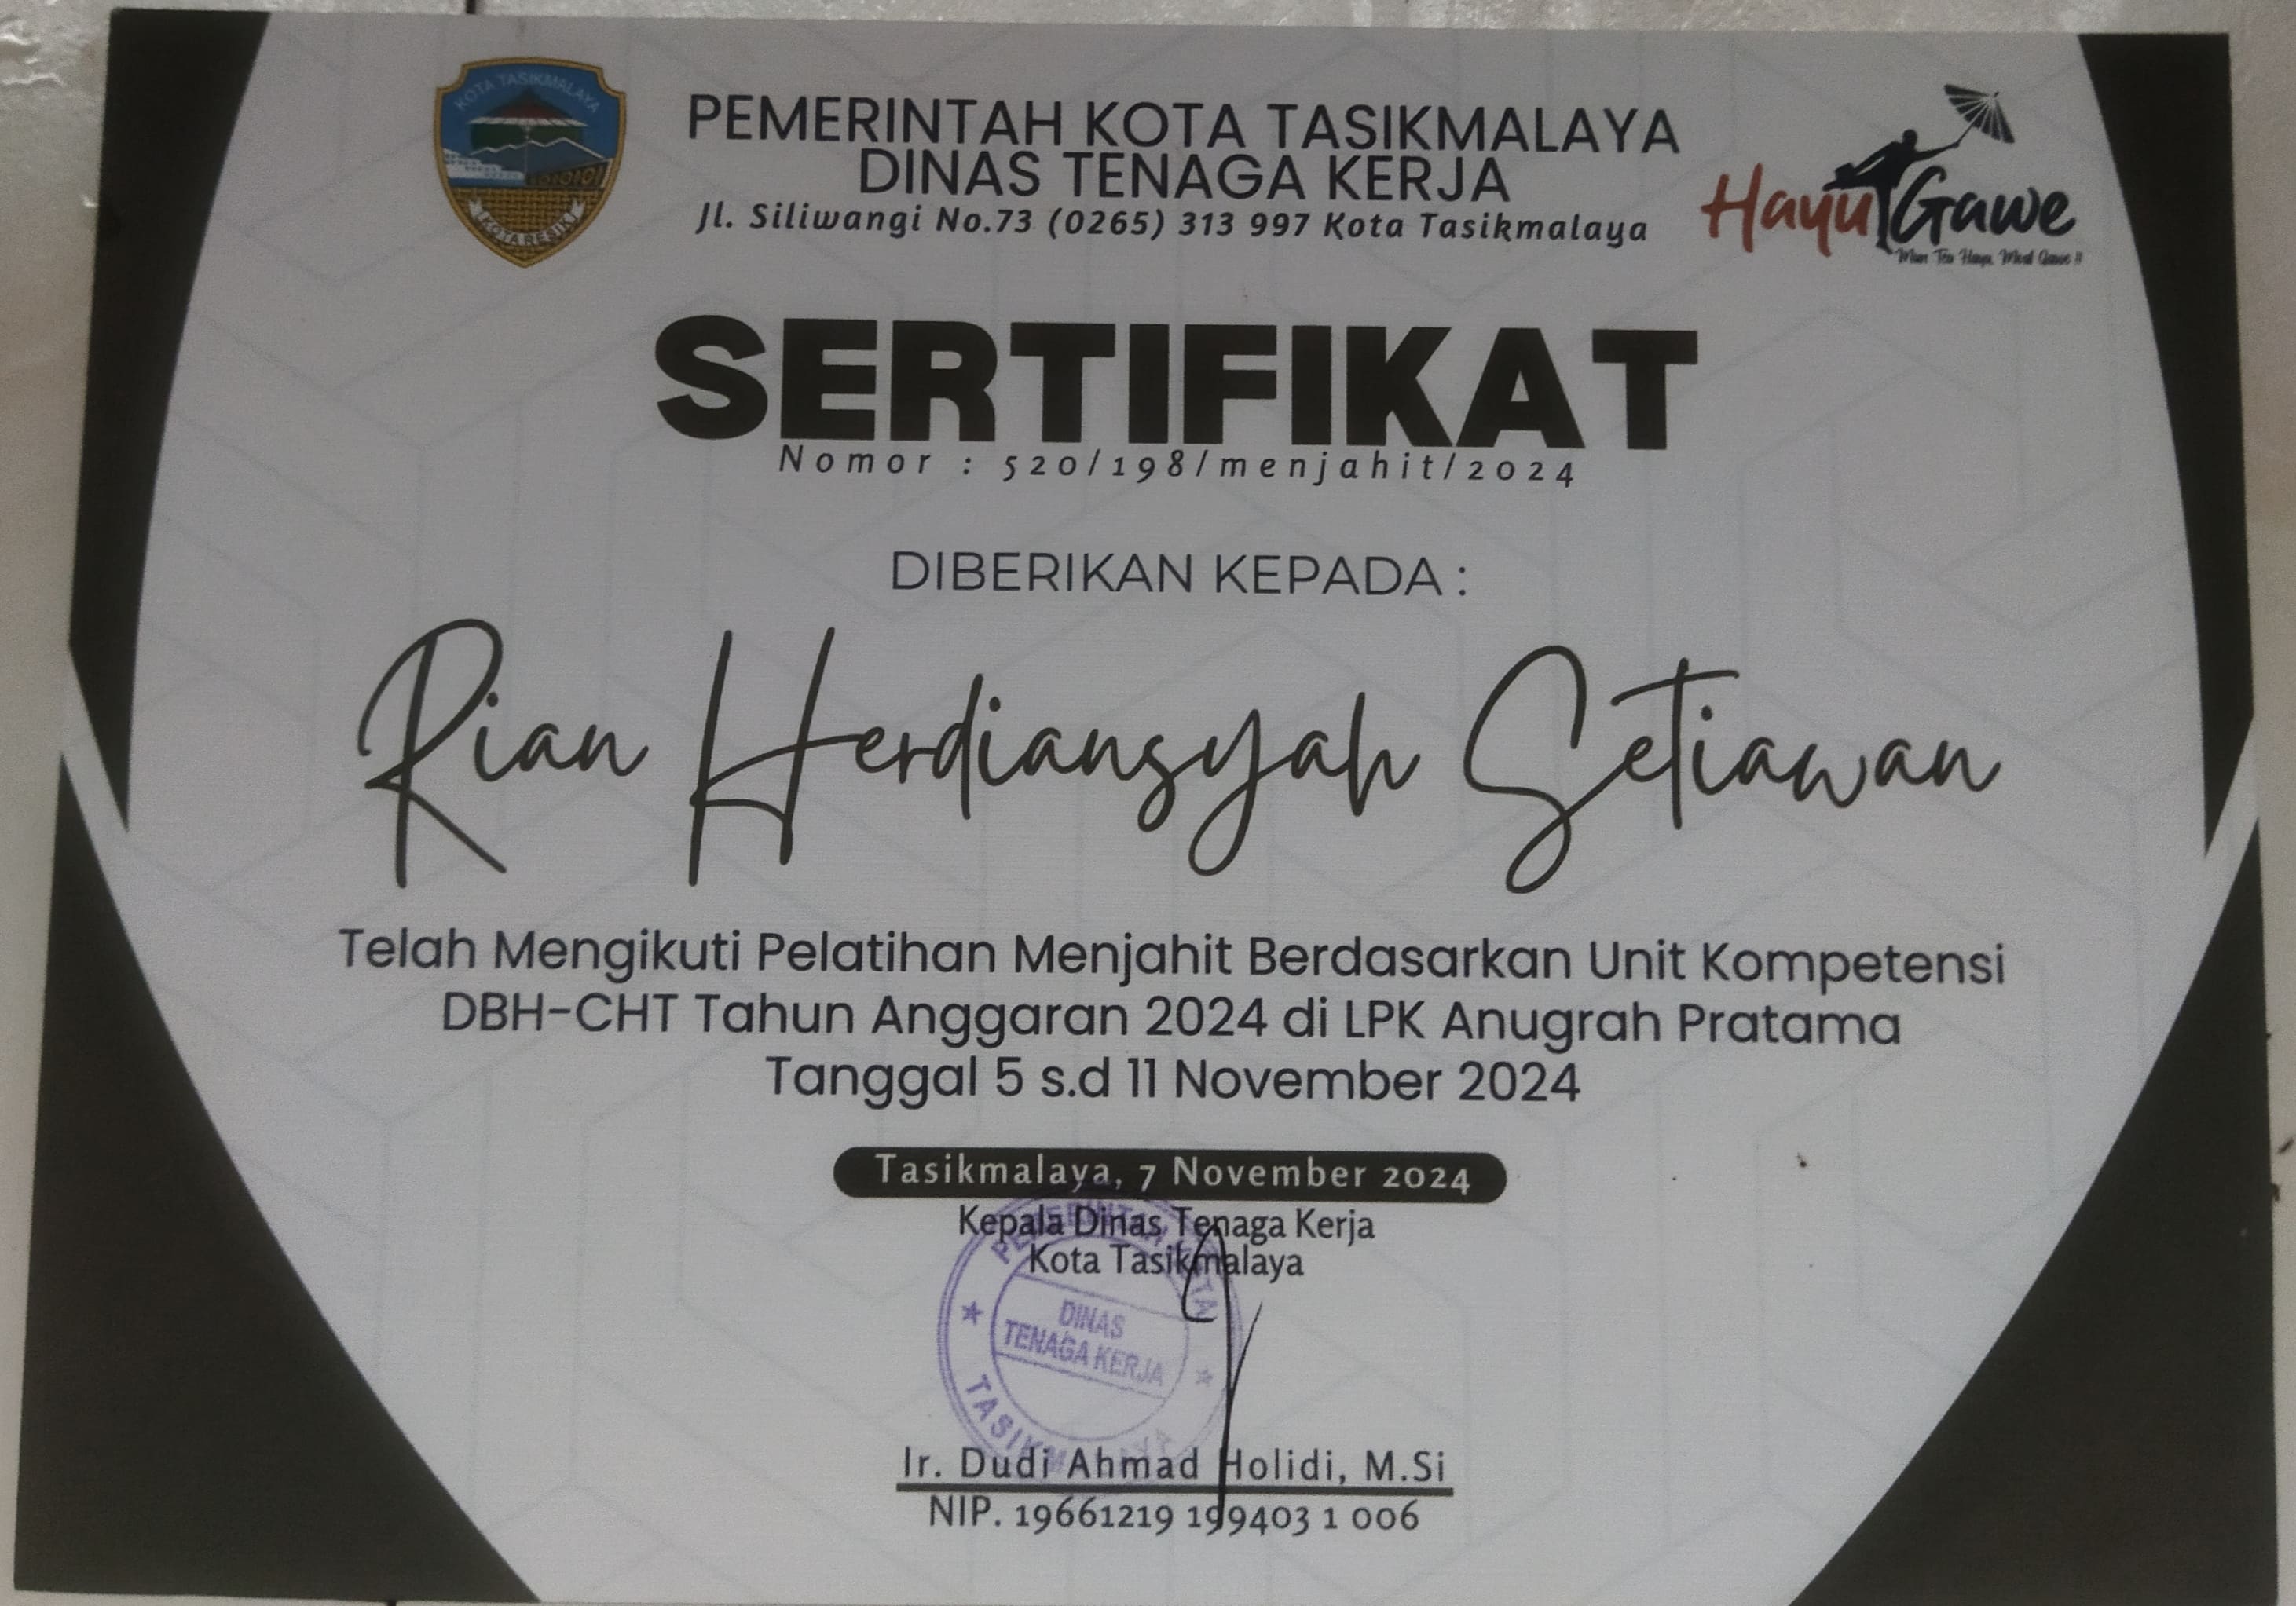 KOTA TASIKMALAYA
KOTA RESIK
PEMERINTAH KOTA TASIKMALAYA
DINAS TENAGA KERJA
Jl. Siliwangi No.73 (0265) 313 997 Kota Tasikmalaya
Hayu Gawe
SERTIFIKAT
Nomor : 520/198/menjahit/2024
DIBERIKAN KEPADA :
Rian Herdiansyah Setiawan
Telah Mengikuti Pelatihan Menjahit Berdasarkan Unit Kompetensi
DBH-CHT Tahun Anggaran 2024 di LPK Anugrah Pratama
Tanggal 5 s.d 11 November 2024
Tasikmalaya, 7 November 2024
Kepala Dinas Tenaga Kerja
Kota Tasikmalaya
DINAS
TENAGA KERJA
Ir. Dudi Ahmad Holidi, M.Si
NIP. 19661219 199403 1 006